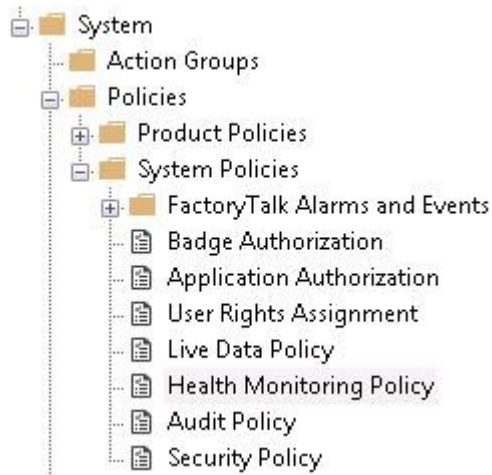 System
Action Groups
Policies
Product Policies
System Policies
FactoryTalk Alarms and Events
Badge Authorization
Application Authorization
User Rights Assignment
Live Data Policy
Health Monitoring Policy
Audit Policy
Security Policy